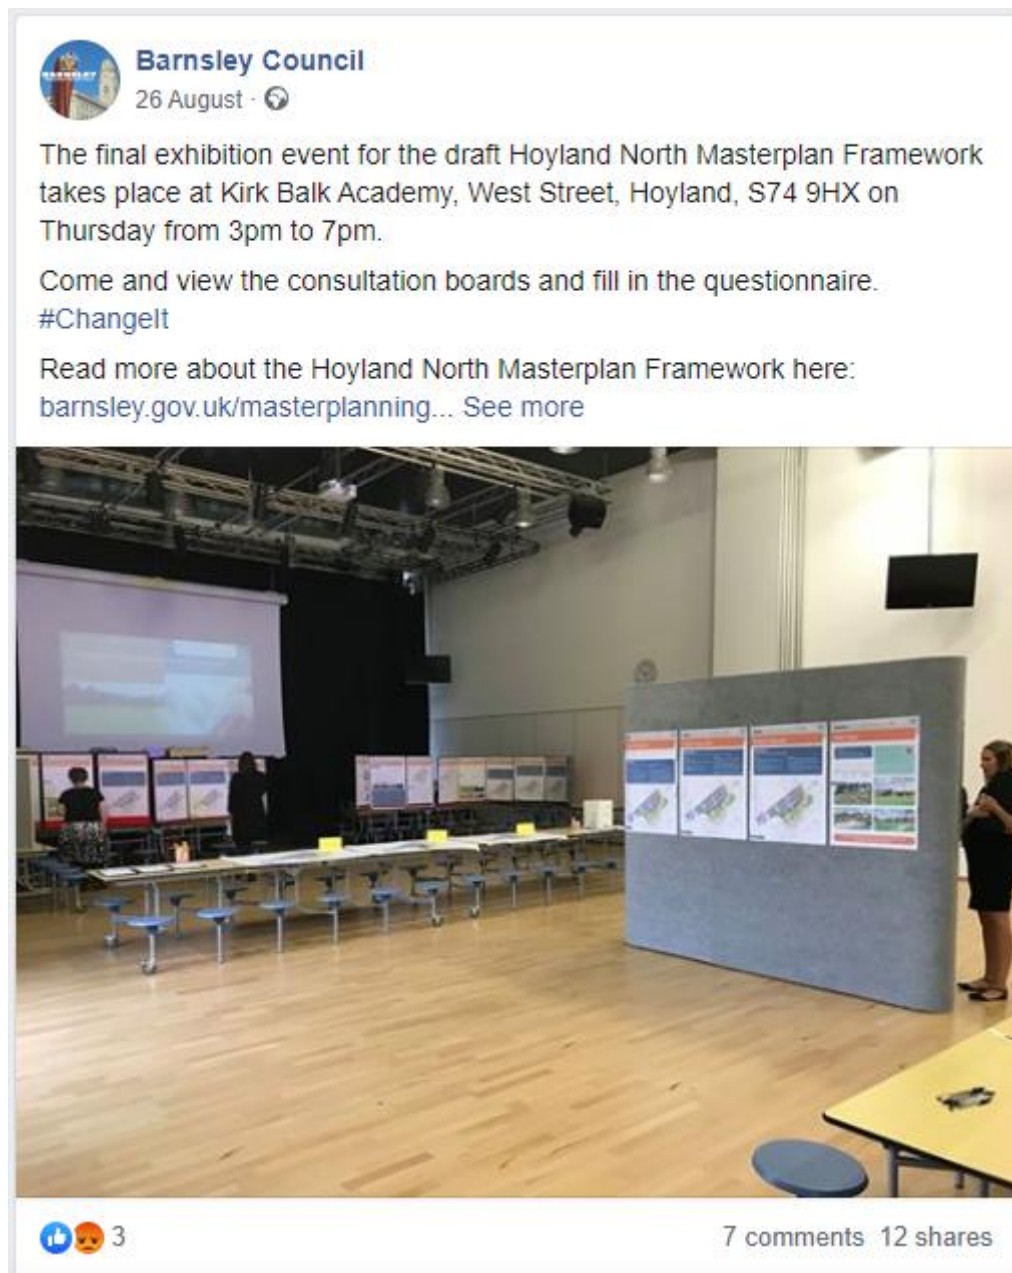 Barnsley Council
26 August ·
The final exhibition event for the draft Hoyland North Masterplan Framework
takes place at Kirk Balk Academy, West Street, Hoyland, S74 9HX on
Thursday from 3pm to 7pm.
Come and view the consultation boards and fill in the questionnaire.
#ChangeIt
Read more about the Hoyland North Masterplan Framework here:
barnsley.gov.uk/masterplanning... See more
3
7 comments 12 shares